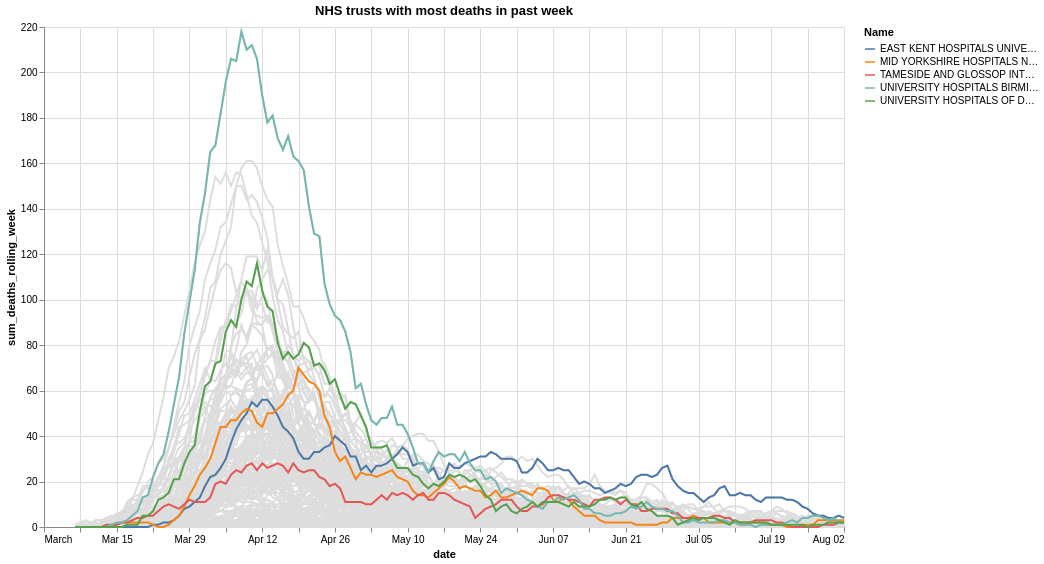 NHS trusts with most deaths in past week
220
200
180
160
140
120
100
80
60
40
20
0
sum_deaths_rolling_week
March
Mar 15
Mar 29
Apr 12
Apr 26
May 10
May 24
Jun 07
Jun 21
Jul 05
Jul 19
Aug 02
date
Name
EAST KENT HOSPITALS UNIVE…
MID YORKSHIRE HOSPITALS N…
TAMESIDE AND GLOSSOP INT…
UNIVERSITY HOSPITALS BIRMI…
UNIVERSITY HOSPITALS OF D…